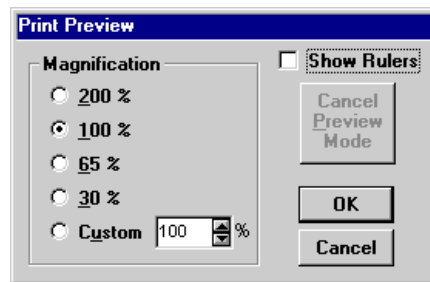 Print Preview
Magnification
200 %
100 %
65 %
30 %
Custom 100 %
Show Rulers
Cancel
Preview
Mode
OK
Cancel